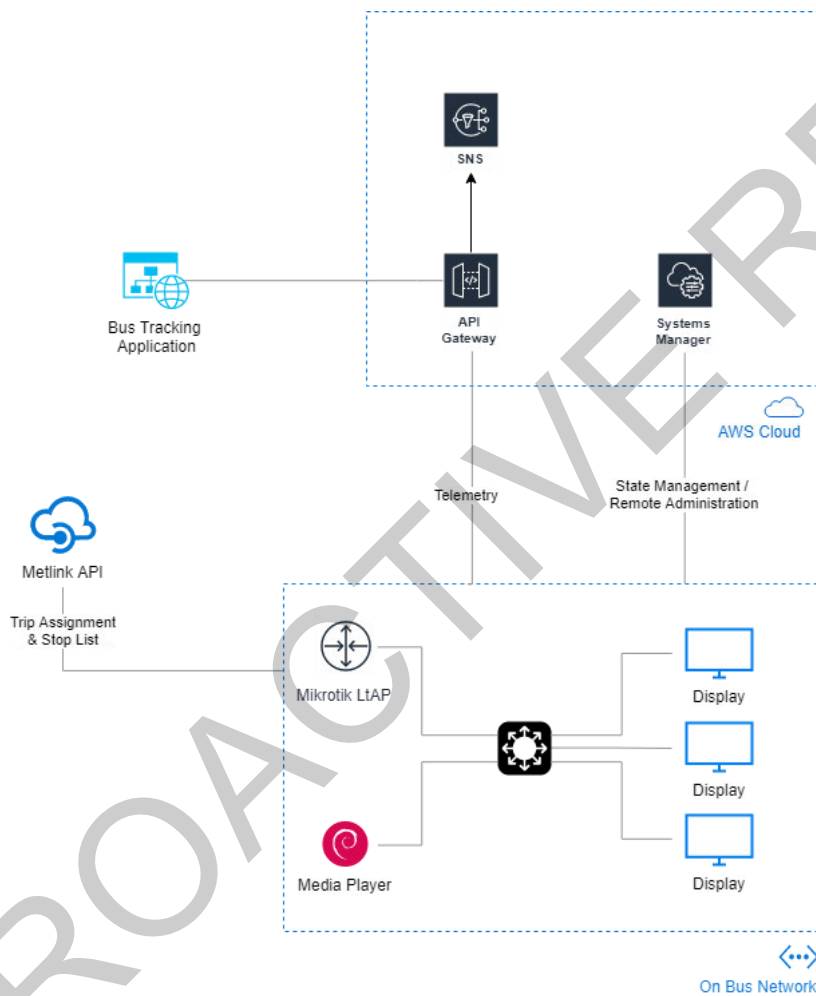 SNS
Bus Tracking
Application
API
Gateway
Systems
Manager
AWS Cloud
Telemetry
State Management /
Remote Administration
Metlink API
Trip Assignment
& Stop List
Mikrotik LtAP
Display
Display
Media Player
Display
On Bus Network
ROACTIVE R